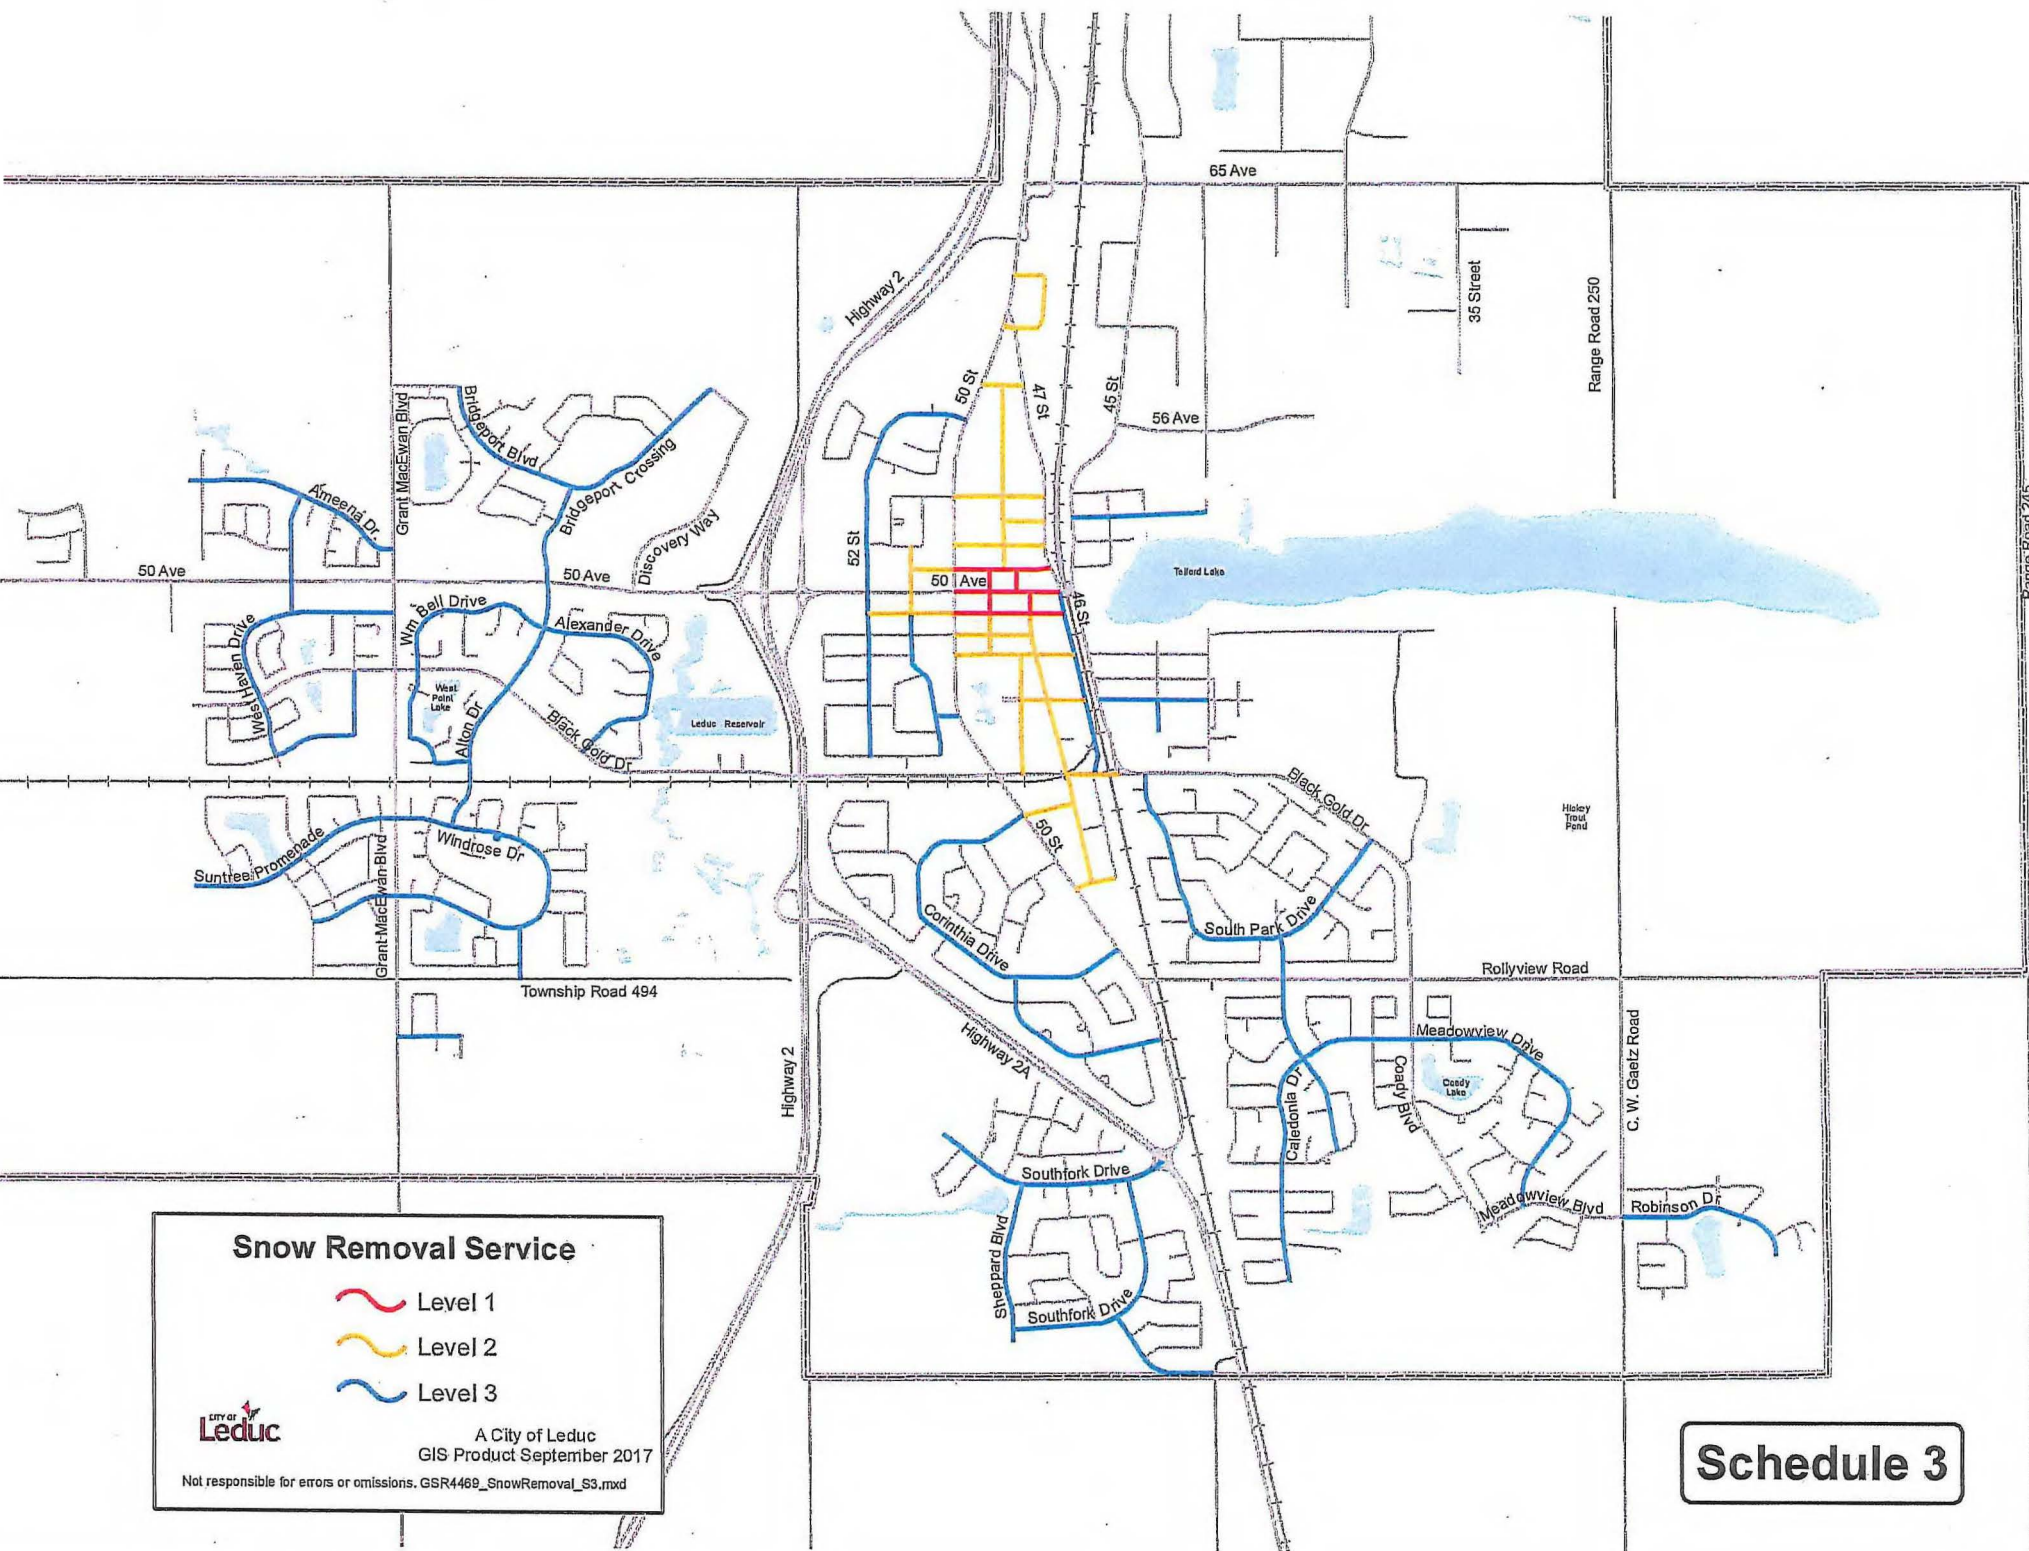 65 Ave
Highway 2
35 Street
Range Road 250
50 St
47 St
45 St
56 Ave
Grant MacEwan Blvd
Bridgeport Blvd
Bridgeport Crossing
Ameena Dr.
Discovery Way
52 St
Range Road 245
50 Ave
50 Ave
50 Ave
Telford Lake
46 St
Wm Bell Drive
Alexander Drive
West Haven Drive
West
Point
Lake
Leduc Reservoir
Alton Dr
Black Gold Dr
Black Gold Dr
Hickey
Trout
Pond
50 St
Suntree Promenade
Windrose Dr
Grant MacEwan Blvd
Corinthia Drive
South Park Drive
Rollyview Road
Township Road 494
Highway 2
Highway 2A
Meadowview Drive
Coady Blvd
Coady
Lake
Caledonia Dr
C. W. Gaetz Road
Southfork Drive
Meadowview Blvd
Robinson Dr
Sheppard Blvd
Southfork Drive
Snow Removal Service
Level 1
Level 2
Level 3
CITY OF
Leduc
A City of Leduc
GIS Product September 2017
Not responsible for errors or omissions. GSR4469_SnowRemoval_S3.mxd
Schedule 3